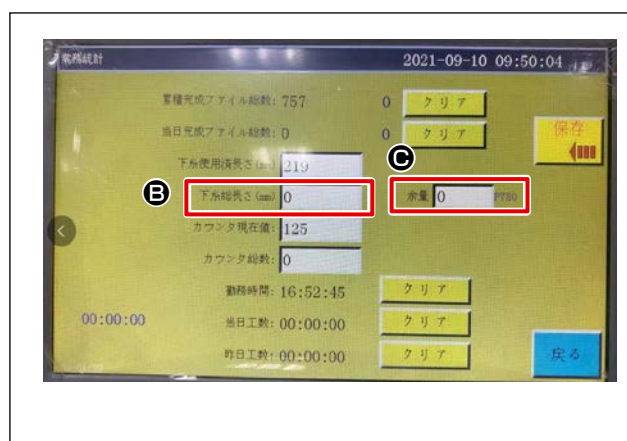 業務統計 2021-09-10 09:50:04
蓄積完成ファイル総数: 757 0 クリア
当日完成ファイル総数: 0 0 クリア
保存
下糸使用済長さ(mm) 219
C
B 下糸総長さ(mm) 0 余量 0 P780
カウンタ現在値: 125
カウンタ総数: 0
勤務時間: 16:52:45 クリア
00:00:00 当日工数: 00:00:00 クリア
昨日工数: 00:00:00 クリア
戻る